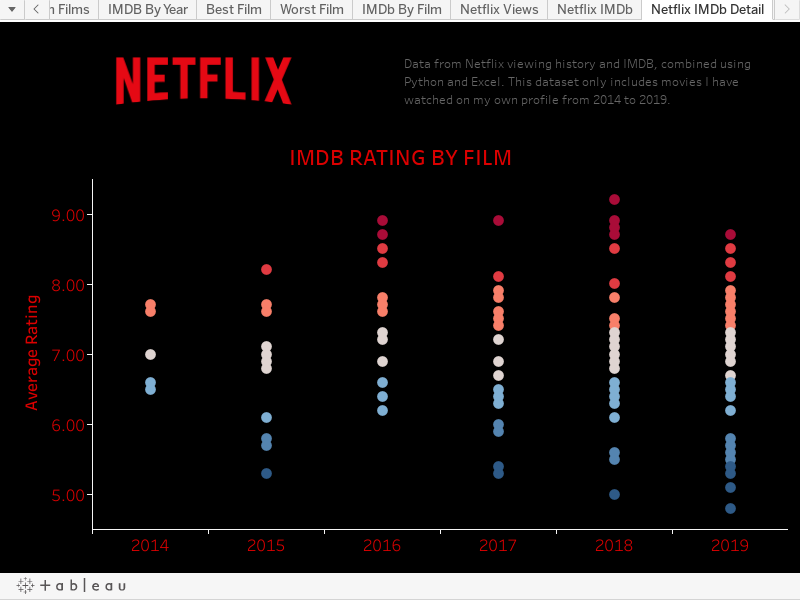 n Films IMDB By Year Best Film Worst Film IMDb By Film Netflix Views Netflix IMDb Netflix IMDb Detail
NETFLIX
Data from Netflix viewing history and IMDB, combined using
Python and Excel. This dataset only includes movies I have
watched on my own profile from 2014 to 2019.
IMDB RATING BY FILM
9.00
8.00
7.00
6.00
5.00
Average Rating
2014 2015 2016 2017 2018 2019
+ a b | e a u